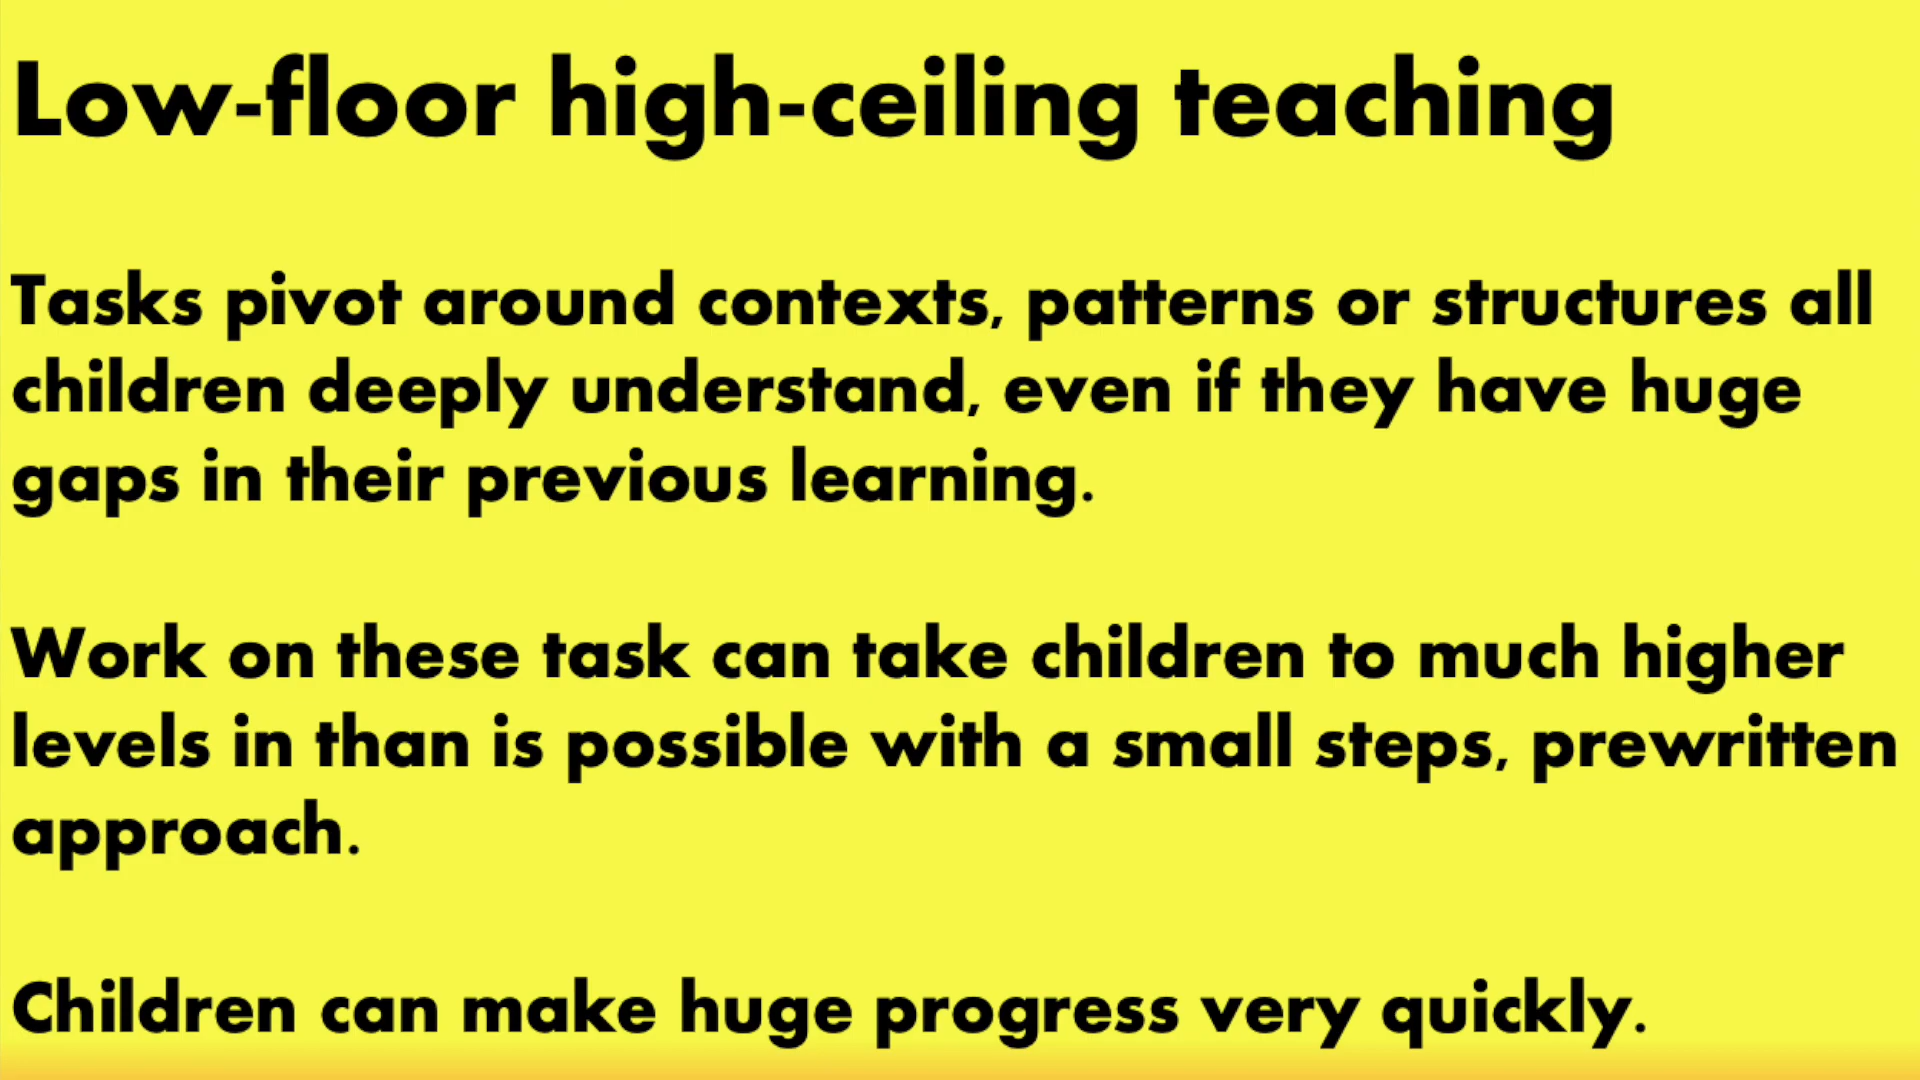 Low-floor high-ceiling teaching
Tasks pivot around contexts, patterns or structures all
children deeply understand, even if they have huge
gaps in their previous learning.
Work on these task can take children to much higher
levels in than is possible with a small steps, prewritten
approach.
Children can make huge progress very quickly.